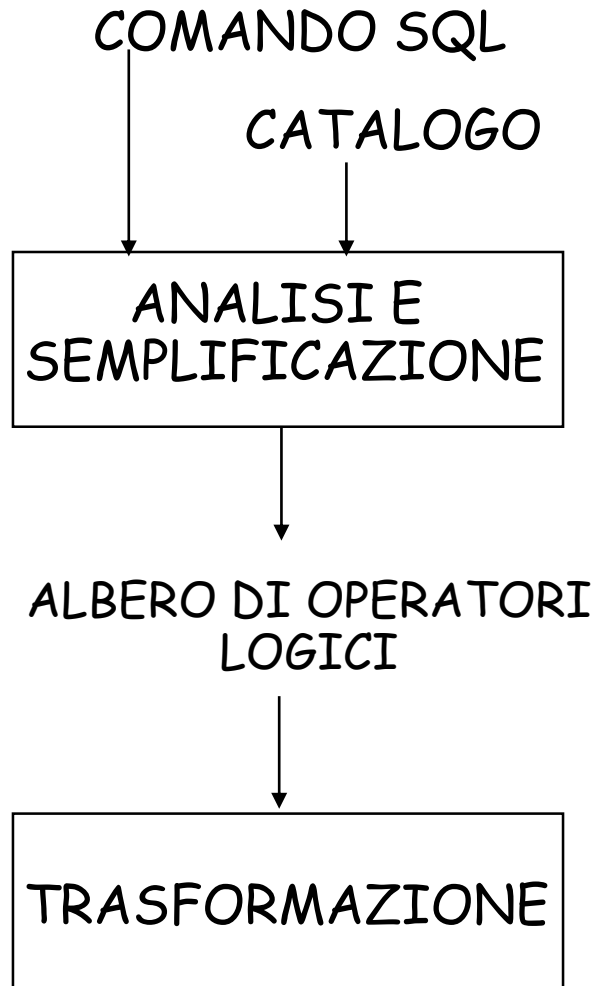 COMANDO SQL
CATALOGO
ANALISI E
SEMPLIFICAZIONE
ALBERO DI OPERATORI
LOGICI
TRASFORMAZIONE